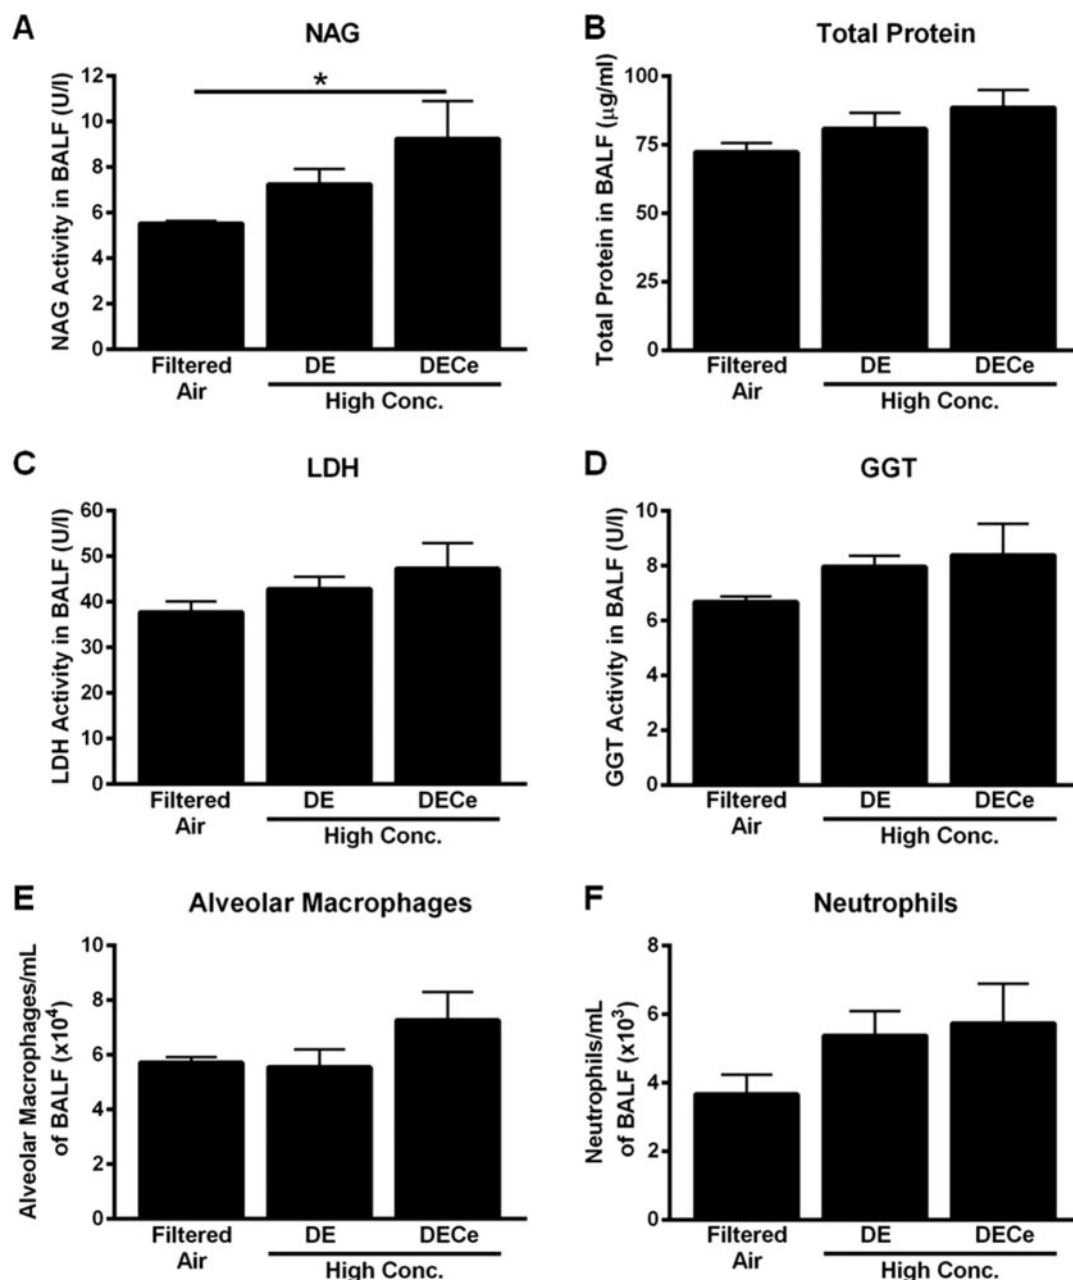 A
NAG
NAG Activity in BALF (U/l)
12
10
8
6
4
2
0
*
Filtered
Air
DE
DECe
High Conc.
B
Total Protein
Total Protein in BALF (μg/ml)
100
75
50
25
0
Filtered
Air
DE
DECe
High Conc.
C
LDH
LDH Activity in BALF (U/l)
60
50
40
30
20
10
0
Filtered
Air
DE
DECe
High Conc.
D
GGT
GGT Activity in BALF (U/l)
10
8
6
4
2
0
Filtered
Air
DE
DECe
High Conc.
E
Alveolar Macrophages
Alveolar Macrophages/mL
of BALF (x10⁴)
10
8
6
4
2
0
Filtered
Air
DE
DECe
High Conc.
F
Neutrophils
Neutrophils/mL
of BALF (x10³)
8
6
4
2
0
Filtered
Air
DE
DECe
High Conc.